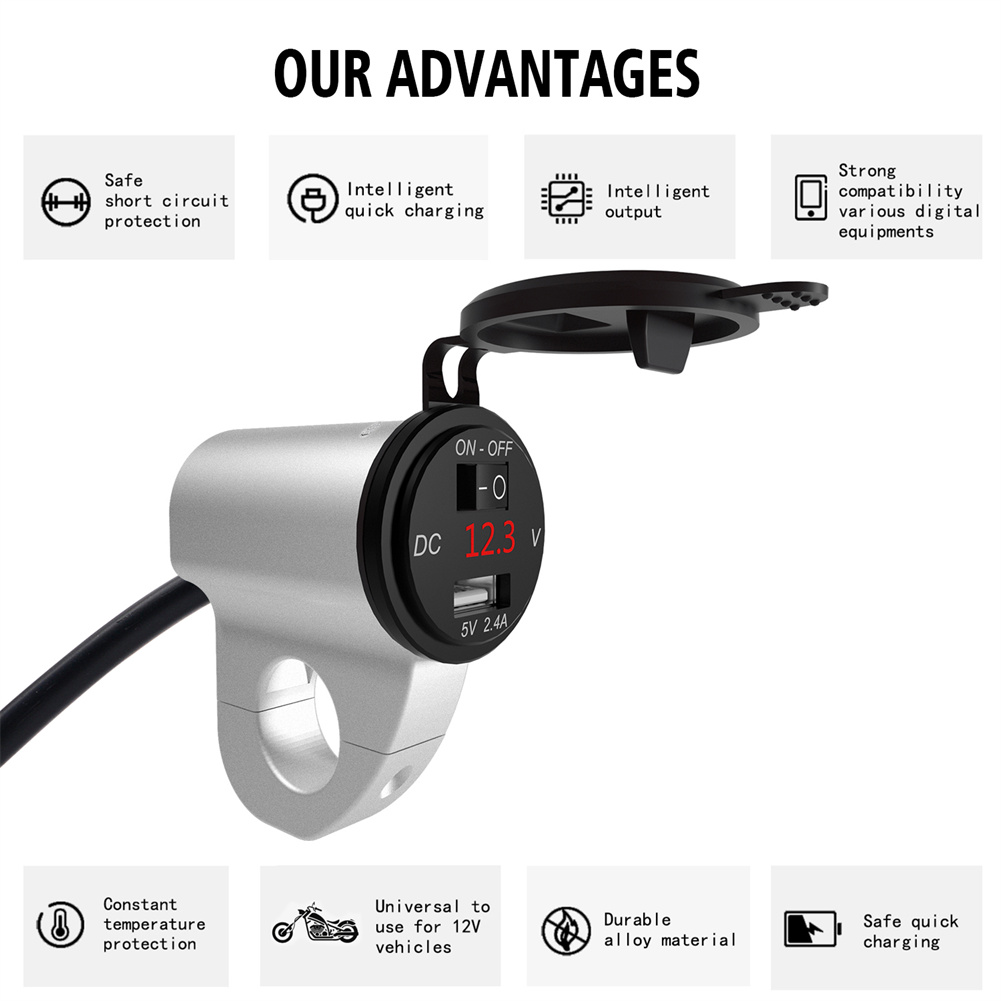 OUR ADVANTAGES
Safe
short circuit
protection
Intelligent
quick charging
Intelligent
output
Strong
compatibility
various digital
equipments
ON - OFF
- O
DC 12.3 V
5V 2.4A
Constant
temperature
protection
Universal to
use for 12V
vehicles
Durable
alloy material
Safe quick
charging